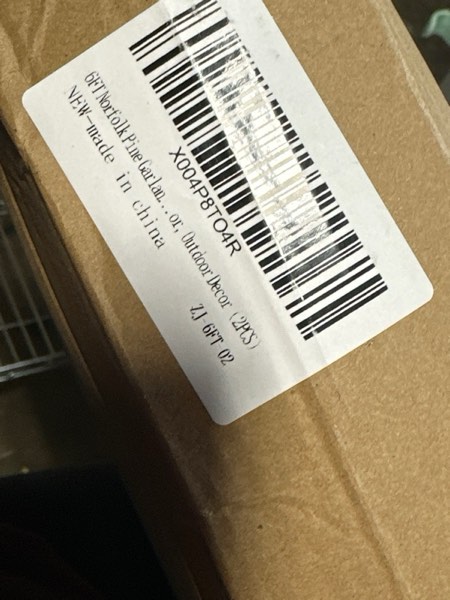 X004P8TO4R
6FT Norfolk Pine Garlan...or, Outdoor Decor (2PCS)
NEW-made in china
ZJ-6FT 02